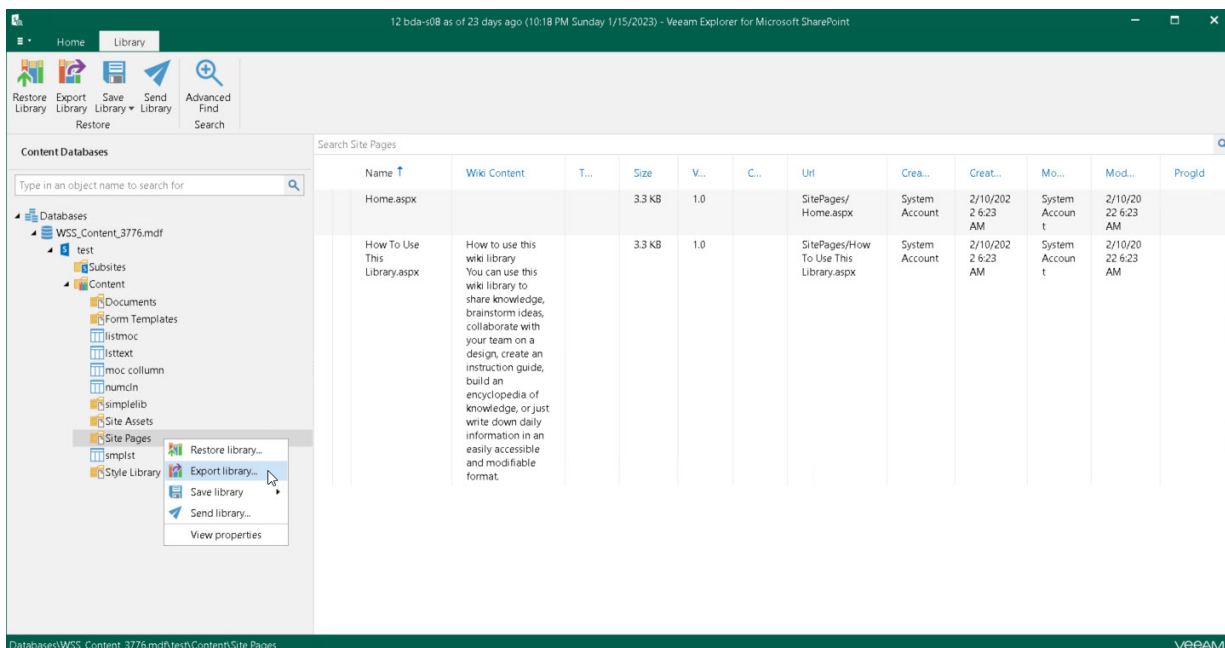 12 bda-s08 as of 23 days ago (10:18 PM Sunday 1/15/2023) - Veeam Explorer for Microsoft SharePoint
Home Library
Restore Export Save Send Advanced
Library Library Library Library Find
Restore Search
Content Databases
Type in an object name to search for
Databases
WSS_Content_3776.mdf
test
Subsites
Content
Documents
Form Templates
listmoc
lsttext
moc collumn
numcln
simplelib
Site Assets
Site Pages
smplst
Style Library
Restore library...
Export library...
Save library
Send library...
View properties
Search Site Pages
Name Wiki Content T... Size V... C... Url Crea... Creat... Mo... Mod... ProgId
Home.aspx 3.3 KB 1.0 SitePages/ System 2/10/202 System 2/10/20
Home.aspx Account 2 6:23 Accoun 22 6:23
AM t AM
How To Use How to use this 3.3 KB 1.0 SitePages/How System 2/10/202 System 2/10/20
This wiki library To Use This Account 2 6:23 Accoun 22 6:23
Library.aspx You can use this Library.aspx AM t AM
wiki library to
share knowledge,
brainstorm ideas,
collaborate with
your team on a
design, create an
instruction guide,
build an
encyclopedia of
knowledge, or just
write down daily
information in an
easily accessible
and modifiable
format.
Databases\WSS_Content_3776.mdf\test\Content\Site Pages
veeam